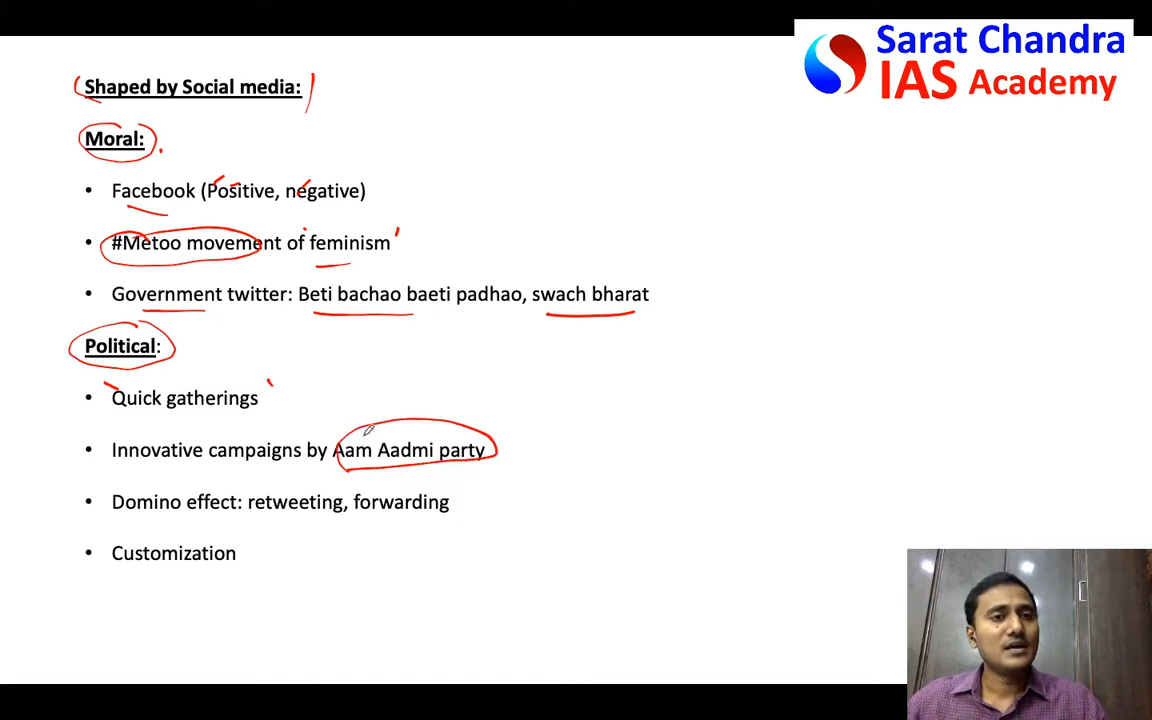 Sarat Chandra
IAS Academy
Shaped by Social media:
Moral:
• Facebook (Positive, negative)
• #Metoo movement of feminism
• Government twitter: Beti bachao baeti padhao, swach bharat
Political:
• Quick gatherings
• Innovative campaigns by Aam Aadmi party
• Domino effect: retweeting, forwarding
• Customization